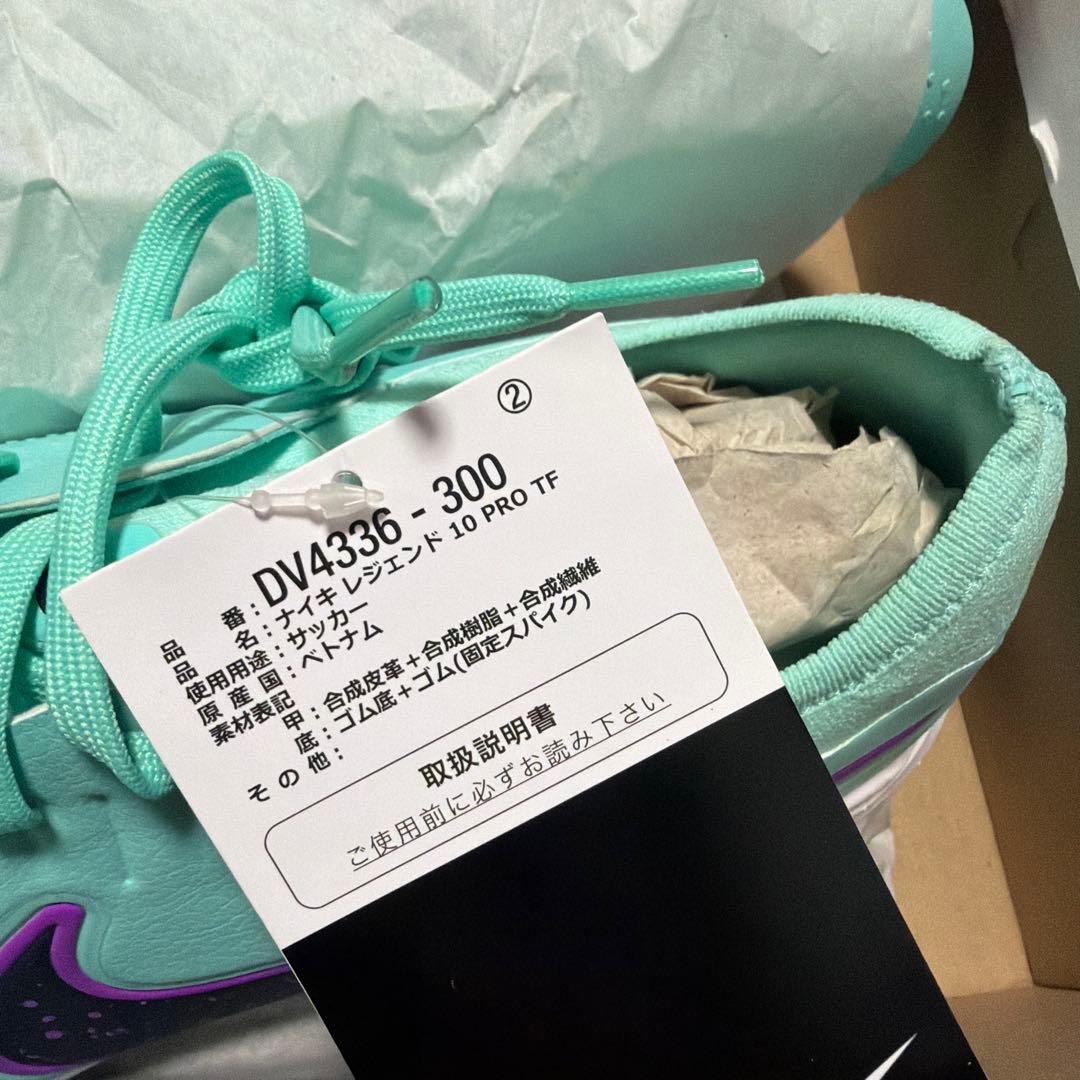 ②
品番：DV4336 - 300
品名：ナイキ レジエンド 10 PRO TF
使用用途：サッカー
原産国：ベトナム
素材表記
甲：合成皮革＋合成樹脂＋合成繊維
底：ゴム底＋ゴム(固定スパイク)
その他：
取扱説明書
ご使用前に必ずお読み下さい